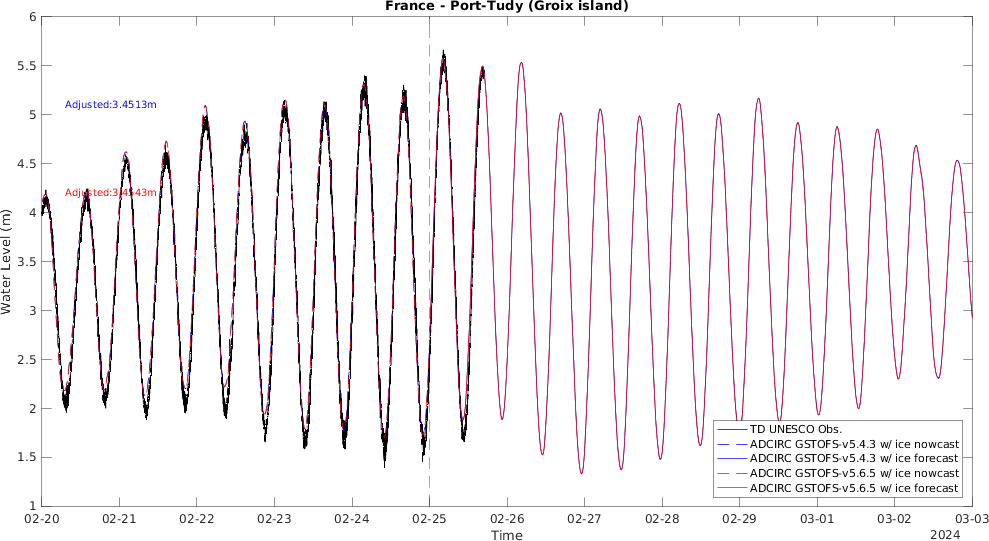 France - Port-Tudy (Groix island)
6
5.5
5
4.5
4
3.5
3
2.5
2
1.5
1
Water Level (m)
Adjusted:3.4513m
Adjusted:3.4543m
TD UNESCO Obs.
ADCIRC GSTOFS-v5.4.3 w/ ice nowcast
ADCIRC GSTOFS-v5.4.3 w/ ice forecast
ADCIRC GSTOFS-v5.6.5 w/ ice nowcast
ADCIRC GSTOFS-v5.6.5 w/ ice forecast
02-20 02-21 02-22 02-23 02-24 02-25 02-26 02-27 02-28 02-29 03-01 03-02 03-03
Time
2024